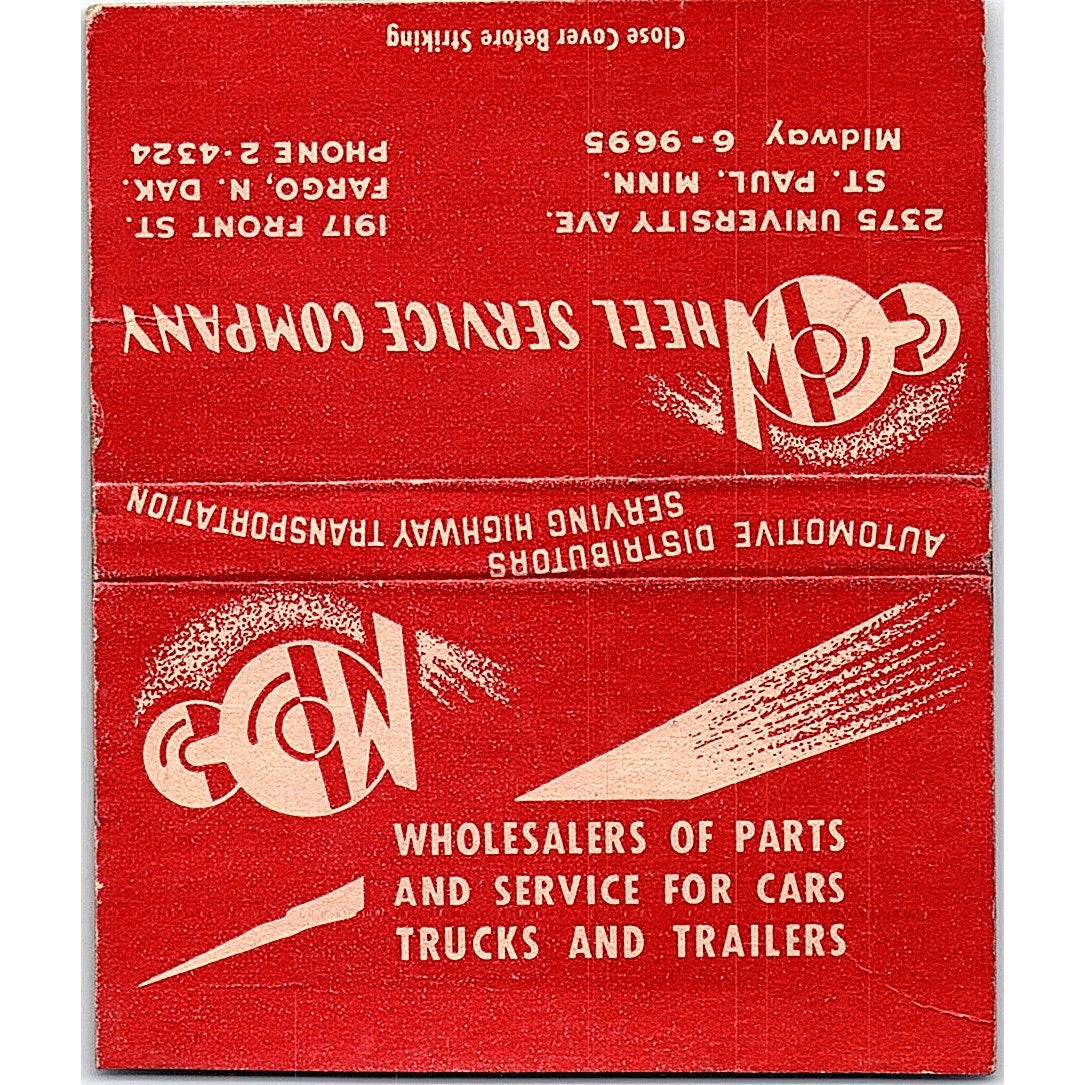 AUTOMOTIVE DISTRIBUTORS
SERVING HIGHWAY TRANSPORTATION
WHEEL SERVICE COMPANY
2375 UNIVERSITY AVE.
ST. PAUL, MINN.
Midway 6-9695
1917 FRONT ST.
FARGO, N. DAK.
PHONE 2-4324
Close Cover Before Striking
W
WHOLESALERS OF PARTS
AND SERVICE FOR CARS
TRUCKS AND TRAILERS